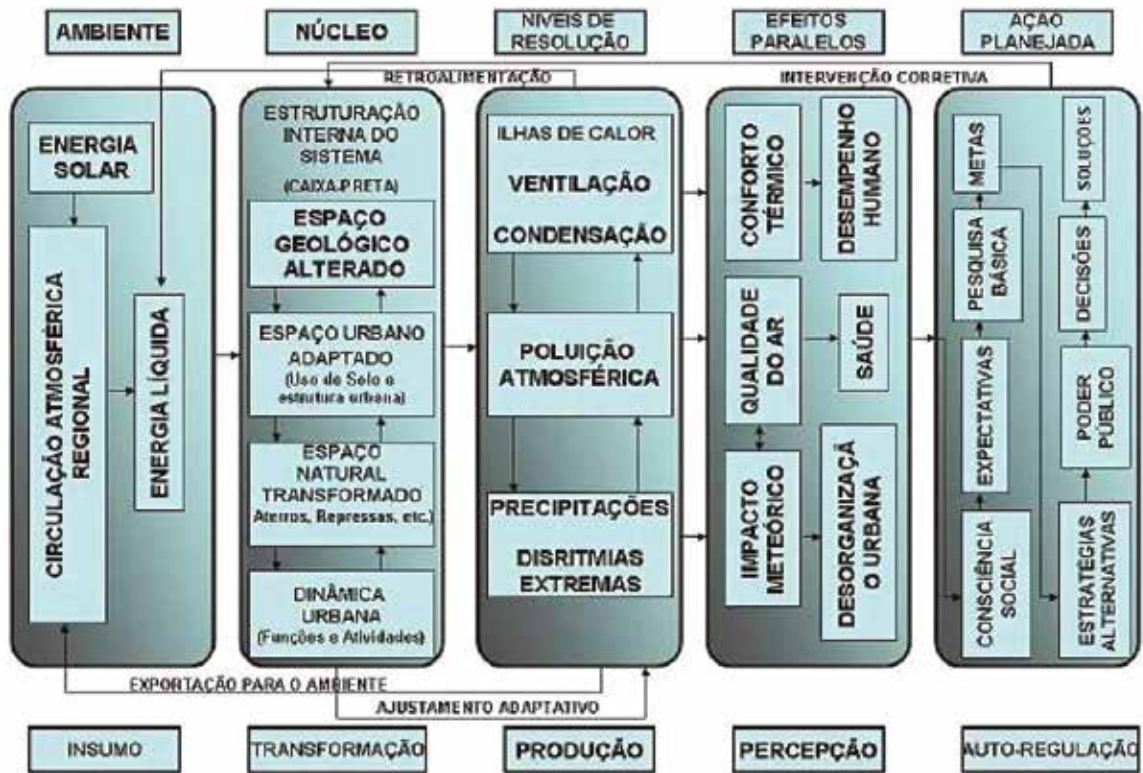 AMBIENTE
NÚCLEO
NÍVEIS DE
RESOLUÇÃO
EFEITOS
PARALELOS
AÇÃO
PLANEJADA
RETROALIMENTAÇÃO
INTERVENÇÃO CORRETIVA
ENERGIA
SOLAR
CIRCULAÇÃO ATMOSFÉRICA
REGIONAL
ENERGIA LÍQUIDA
ESTRUTURAÇÃO
INTERNA DO
SISTEMA
(CAIXA-PRETA)
ESPAÇO
GEOLÓGICO
ALTERADO
ESPAÇO URBANO
ADAPTADO
(Uso do Solo e
estrutura urbana)
ESPAÇO
NATURAL
TRANSFORMADO
Aterros, Repressas, etc.)
DINÂMICA
URBANA
(Funções e Atividades)
ILHAS DE CALOR
VENTILAÇÃO
CONDENSAÇÃO
POLUIÇÃO
ATMOSFÉRICA
PRECIPITAÇÕES
DISRITMIAS
EXTREMAS
CONFORTO
TÉRMICO
DESEMPENHO
HUMANO
QUALIDADE
DO AR
SAÚDE
IMPACTO
METEÓRICO
DESORGANIZAÇÃ
O URBANA
METAS
PESQUISA
BÁSICA
EXPECTATIVAS
CONSCIÊNCIA
SOCIAL
SOLUÇÕES
DECISÕES
PODER
PÚBLICO
ESTRATÉGIAS
ALTERNATIVAS
EXPORTAÇÃO PARA O AMBIENTE
AJUSTAMENTO ADAPTATIVO
INSUMO
TRANSFORMAÇÃO
PRODUÇÃO
PERCEPÇÃO
AUTO-REGULAÇÃO